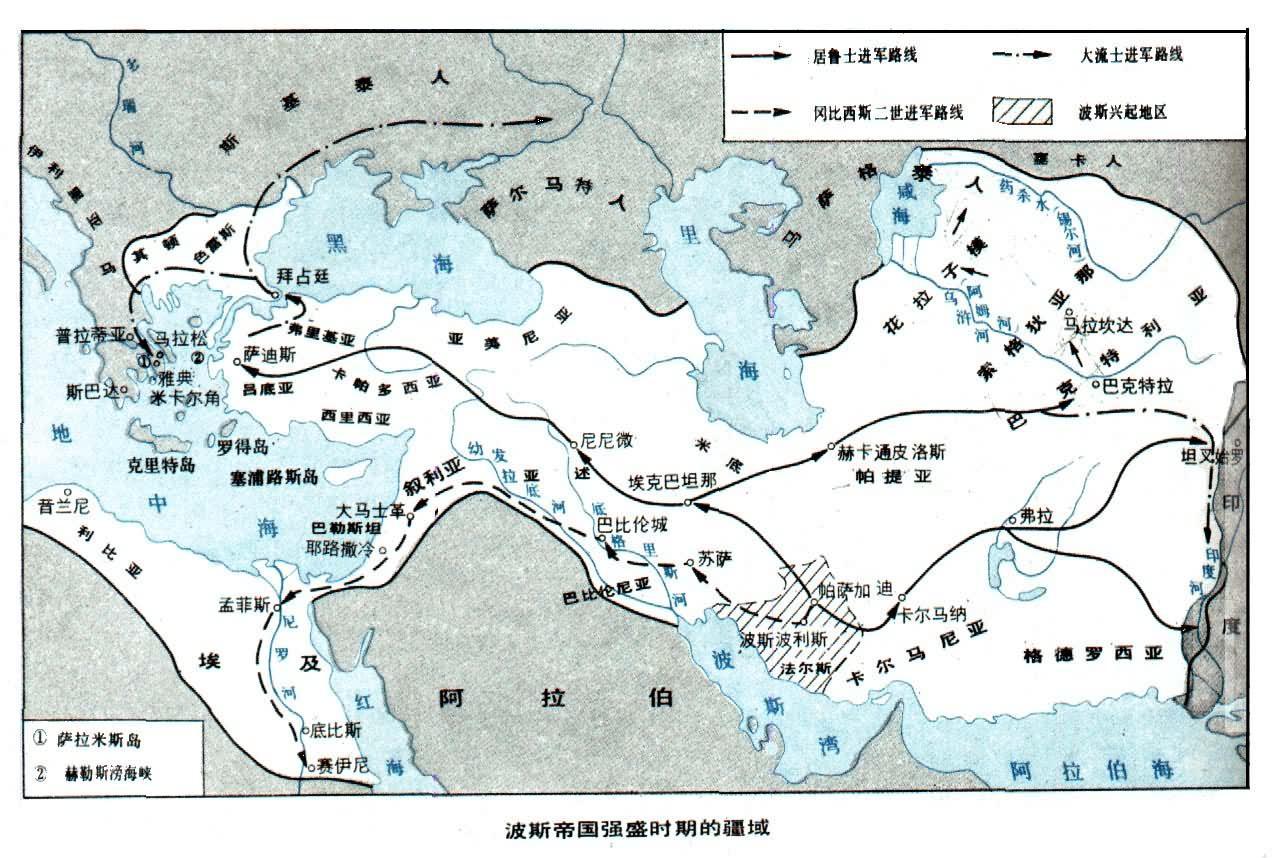 居鲁士进军路线
大流士进军路线
冈比西斯二世进军路线
波斯兴起地区
多瑙河
斯基泰人
伊利里亚
马其顿
色雷斯
黑海
萨尔马特人
里海
萨格泰人
咸海
塞卡人
药杀水(锡尔河)
花拉子模
乌浒河(阿姆河)
索格狄亚那
马拉坎达
巴克特利亚
巴克特拉
拜占廷
普拉蒂亚
马拉松
①
②
雅典
斯巴达
米卡尔角
萨迪斯
弗里基亚
吕底亚
卡帕多西亚
亚美尼亚
西里西亚
地中海
罗得岛
克里特岛
塞浦路斯岛
昔兰尼
利比亚
叙利亚
大马士革
巴勒斯坦
耶路撒冷
幼发拉底河
尼尼微
底格里斯河
米底
埃克巴坦那
赫卡通皮洛斯
帕提亚
坦叉始罗
印度
印度河
弗拉
巴比伦城
苏萨
巴比伦尼亚
帕萨加迪
波斯波利斯
法尔斯
卡尔马纳
卡尔马尼亚
格德罗西亚
孟菲斯
尼罗河
埃及
底比斯
赛伊尼
红海
阿拉伯
波斯湾
阿拉伯海
① 萨拉米斯岛
② 赫勒斯滂海峡
波斯帝国强盛时期的疆域